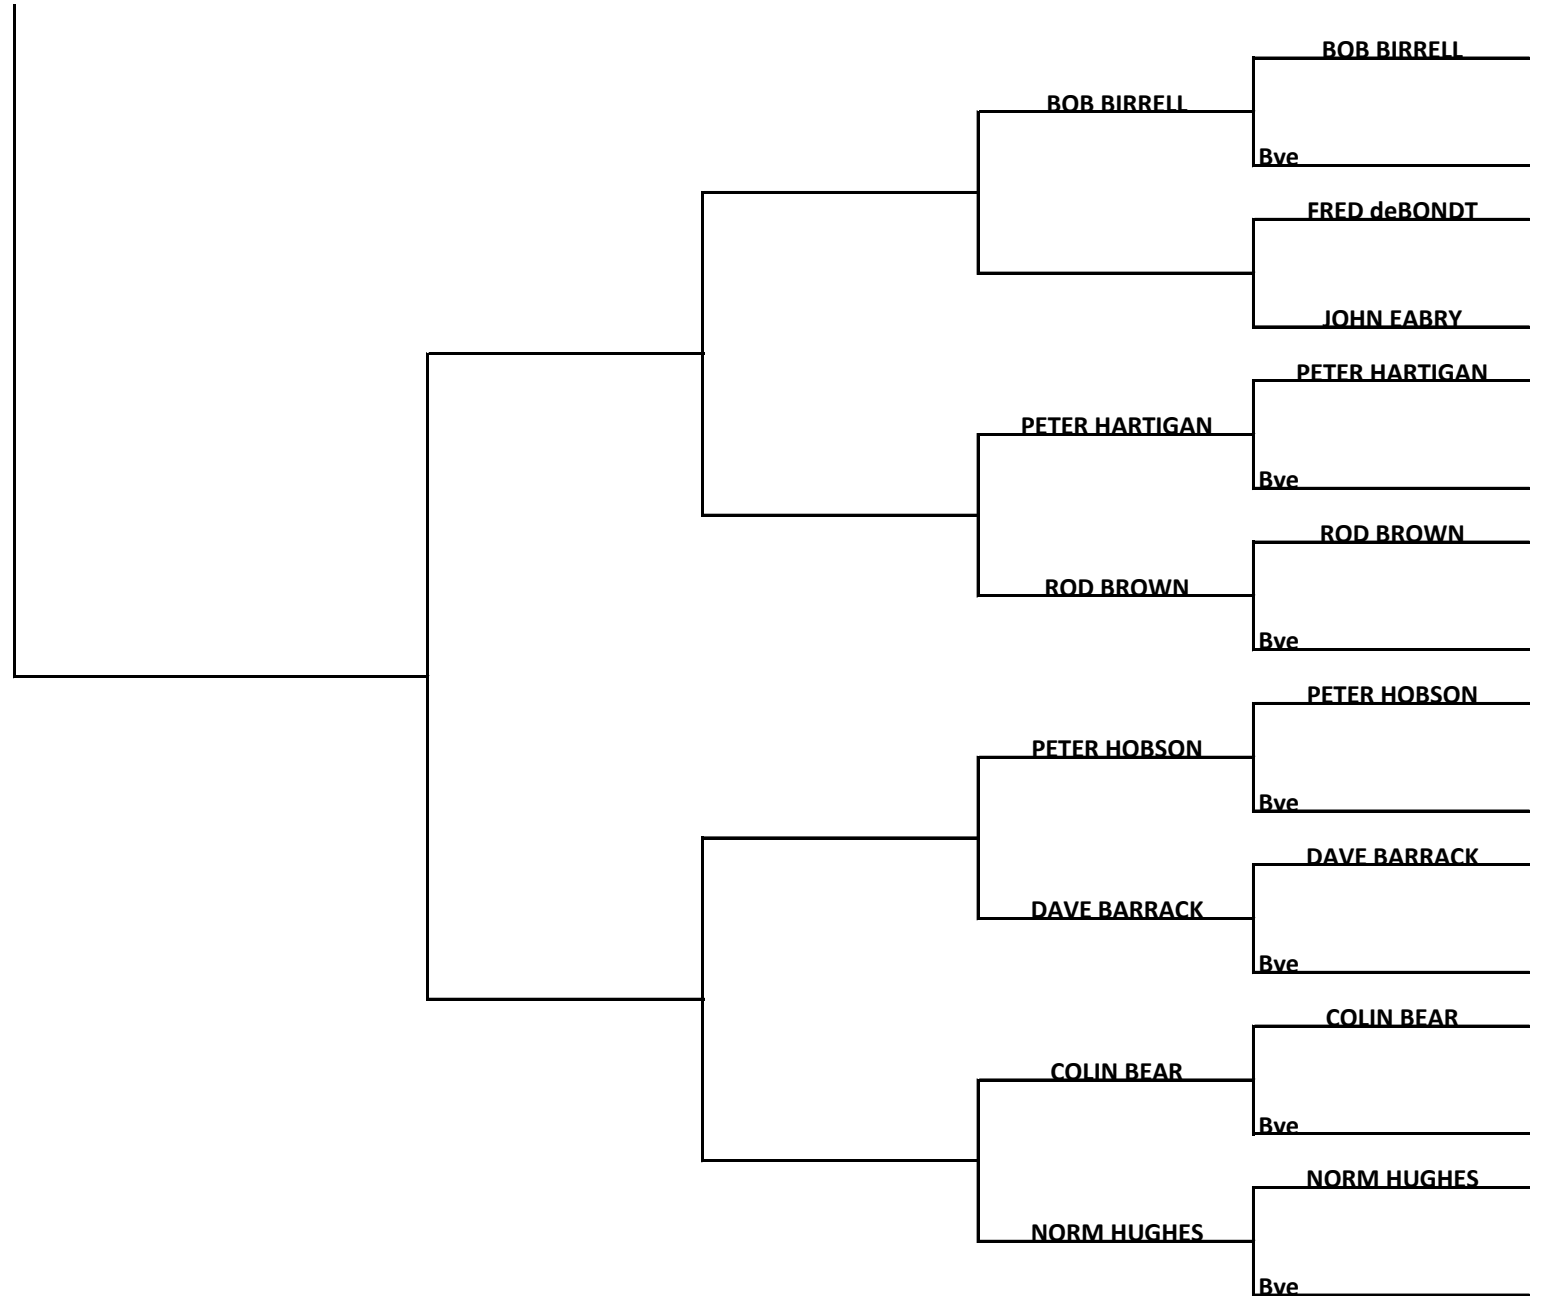 BOB BIRRELL
BOB BIRRELL
Bye
FRED deBONDT
JOHN EABRY
PETER HARTIGAN
PETER HARTIGAN
Bye
ROD BROWN
ROD BROWN
Bye
PETER HOBSON
PETER HOBSON
Bye
DAVE BARRACK
DAVE BARRACK
Bye
COLIN BEAR
COLIN BEAR
Bye
NORM HUGHES
NORM HUGHES
Bye